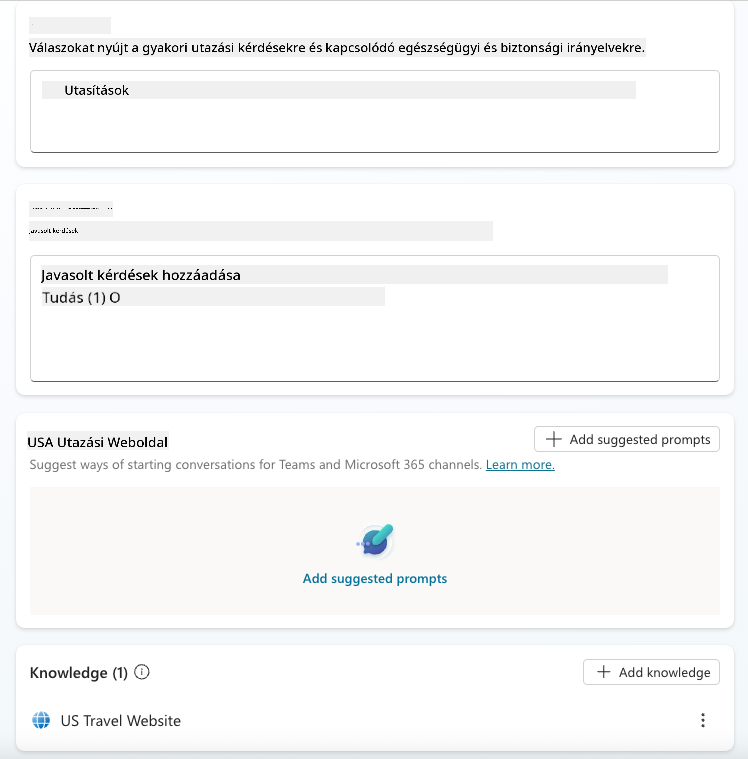 Válaszokat nyújt a gyakori utazási kérdésekre és kapcsolódó egészségügyi és biztonsági irányelvekre.
Utasítások
Javasolt kérdések
Javasolt kérdések hozzáadása
Tudás (1) O
USA Utazási Weboldal
Add suggested prompts
Suggest ways of starting conversations for Teams and Microsoft 365 channels. Learn more.
Add suggested prompts
Knowledge (1)
Add knowledge
US Travel Website